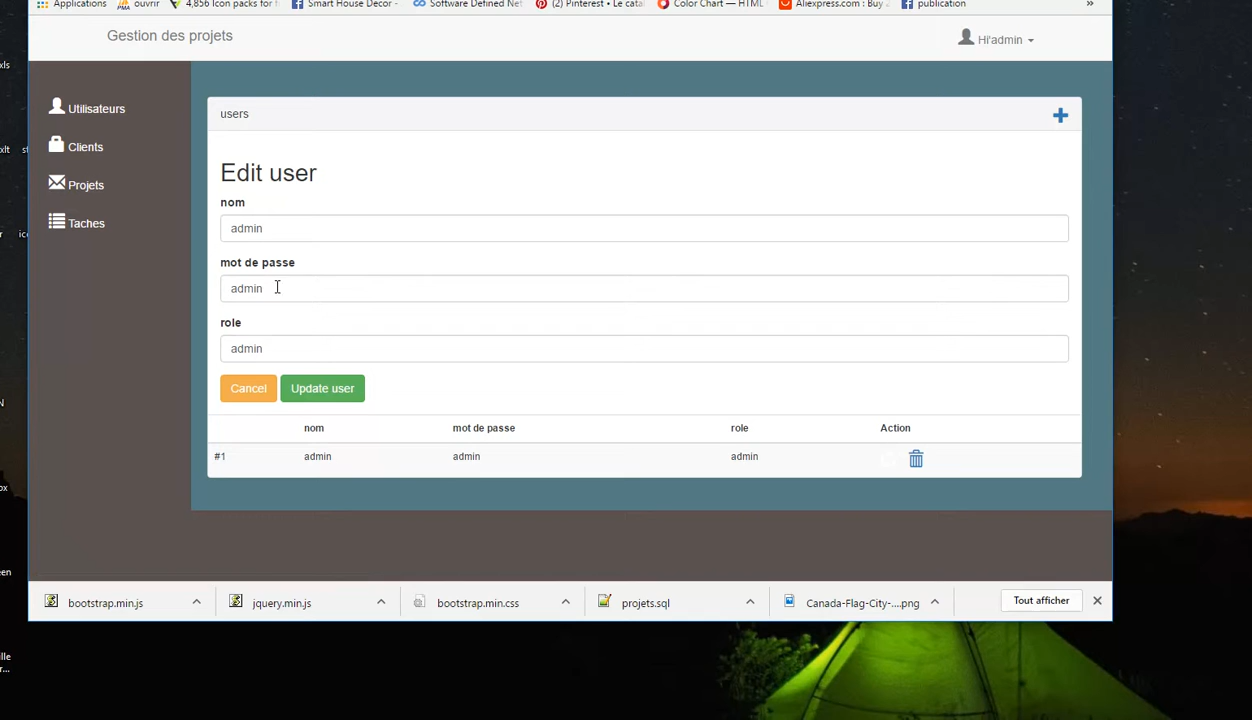 Applications ouvrir 4,856 Icon packs for Smart House Decor - Software Defined Net (2) Pinterest • Le cata Color Chart — HTML Aliexpress.com : Buy publication »
Gestion des projets
Hi'admin
Utilisateurs
Clients
Projets
Taches
users
Edit user
nom
admin
mot de passe
admin
role
admin
Cancel Update user
nom mot de passe role Action
#1 admin admin admin
bootstrap.min.js jquery.min.js bootstrap.min.css projets.sql Canada-Flag-City-....png Tout afficher